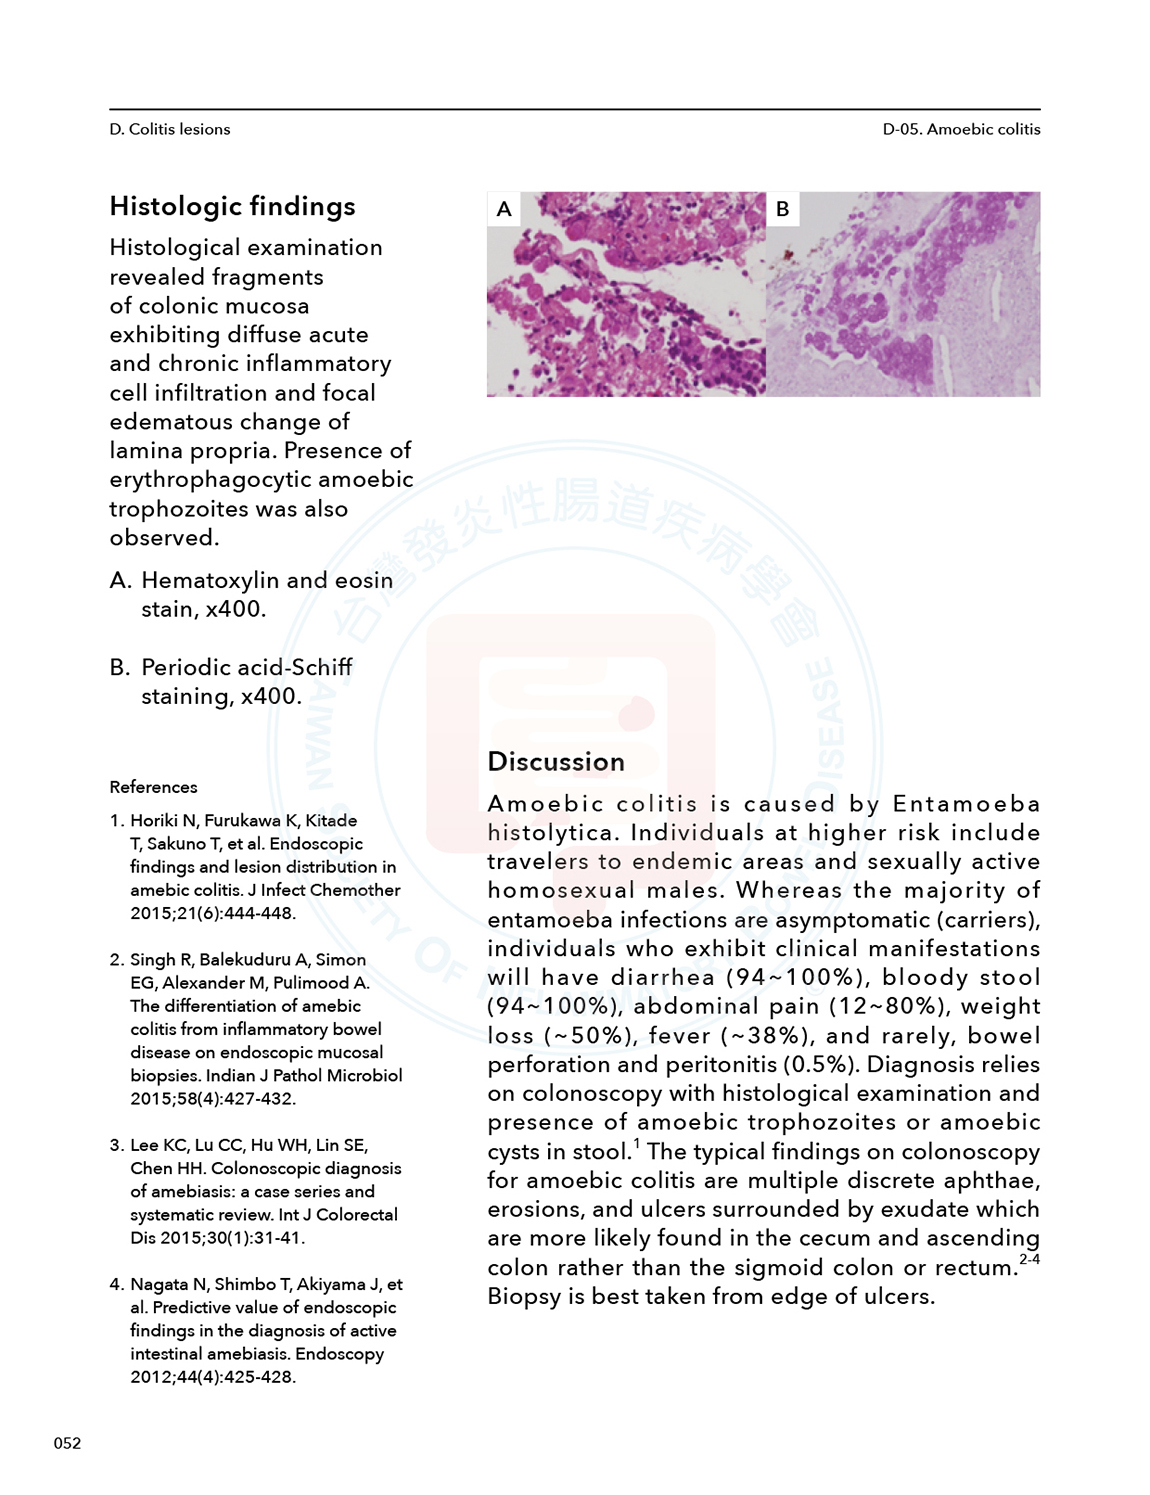 D. Colitis lesions
D-05. Amoebic colitis
Histologic findings
Histological examination
revealed fragments
of colonic mucosa
exhibiting diffuse acute
and chronic inflammatory
cell infiltration and focal
edematous change of
lamina propria. Presence of
erythrophagocytic amoebic
trophozoites was also
observed.
A. Hematoxylin and eosin
stain, x400.
B. Periodic acid-Schiff
staining, x400.
A
B
References
1. Horiki N, Furukawa K, Kitade
T, Sakuno T, et al. Endoscopic
findings and lesion distribution in
amebic colitis. J Infect Chemother
2015;21(6):444-448.
2. Singh R, Balekuduru A, Simon
EG, Alexander M, Pulimood A.
The differentiation of amebic
colitis from inflammatory bowel
disease on endoscopic mucosal
biopsies. Indian J Pathol Microbiol
2015;58(4):427-432.
3. Lee KC, Lu CC, Hu WH, Lin SE,
Chen HH. Colonoscopic diagnosis
of amebiasis: a case series and
systematic review. Int J Colorectal
Dis 2015;30(1):31-41.
4. Nagata N, Shimbo T, Akiyama J, et
al. Predictive value of endoscopic
findings in the diagnosis of active
intestinal amebiasis. Endoscopy
2012;44(4):425-428.
Discussion
Amoebic colitis is caused by Entamoeba
histolytica. Individuals at higher risk include
travelers to endemic areas and sexually active
homosexual males. Whereas the majority of
entamoeba infections are asymptomatic (carriers),
individuals who exhibit clinical manifestations
will have diarrhea (94~100%), bloody stool
(94~100%), abdominal pain (12~80%), weight
loss (~50%), fever (~38%), and rarely, bowel
perforation and peritonitis (0.5%). Diagnosis relies
on colonoscopy with histological examination and
presence of amoebic trophozoites or amoebic
cysts in stool.1 The typical findings on colonoscopy
for amoebic colitis are multiple discrete aphthae,
erosions, and ulcers surrounded by exudate which
are more likely found in the cecum and ascending
colon rather than the sigmoid colon or rectum.2-4
Biopsy is best taken from edge of ulcers.
台灣發炎性腸道疾病學會
TAIWAN SOCIETY OF INFLAMMATORY BOWEL DISEASE
052